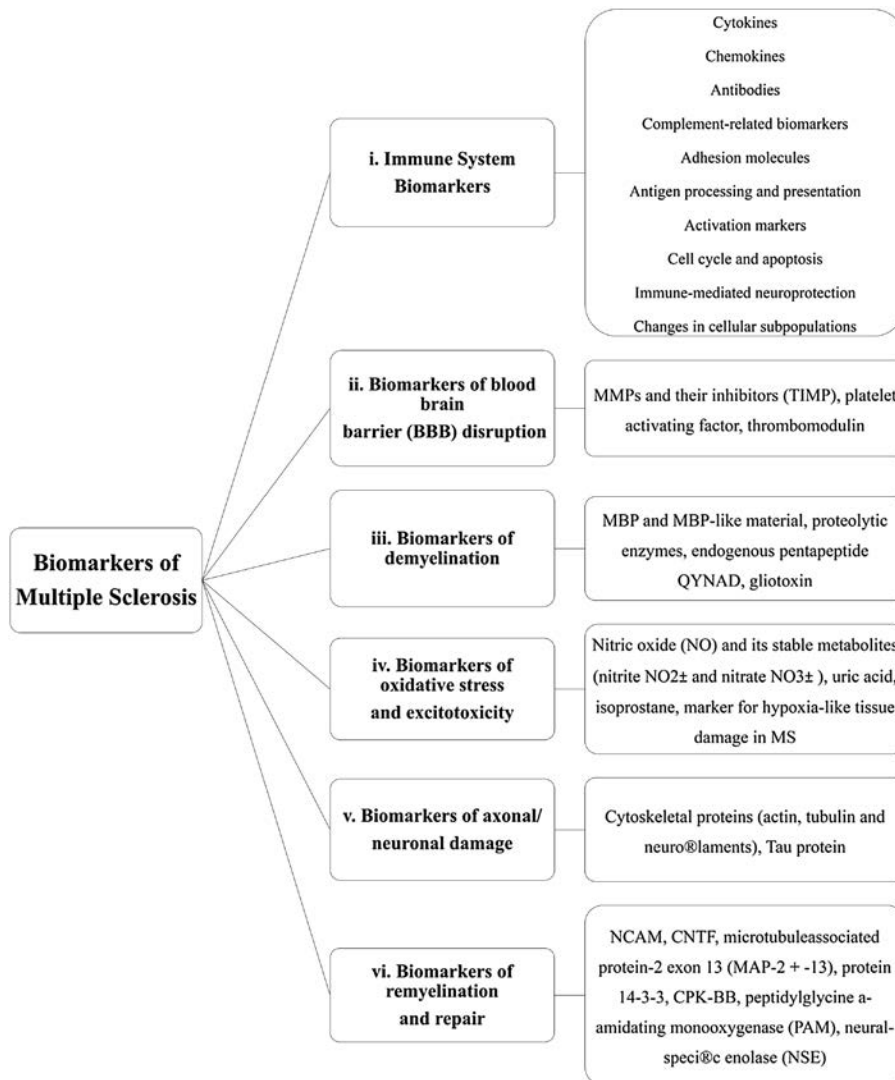 Biomarkers of
Multiple Sclerosis
i. Immune System
Biomarkers
Cytokines
Chemokines
Antibodies
Complement-related biomarkers
Adhesion molecules
Antigen processing and presentation
Activation markers
Cell cycle and apoptosis
Immune-mediated neuroprotection
Changes in cellular subpopulations
ii. Biomarkers of blood
brain
barrier (BBB) disruption
MMPs and their inhibitors (TIMP), platelet
activating factor, thrombomodulin
iii. Biomarkers of
demyelination
MBP and MBP-like material, proteolytic
enzymes, endogenous pentapeptide
QYNAD, gliotoxin
iv. Biomarkers of
oxidative stress
and excitotoxicity
Nitric oxide (NO) and its stable metabolites
(nitrite NO2± and nitrate NO3± ), uric acid,
isoprostane, marker for hypoxia-like tissue
damage in MS
v. Biomarkers of axonal/
neuronal damage
Cytoskeletal proteins (actin, tubulin and
neuro®laments), Tau protein
vi. Biomarkers of
remyelination
and repair
NCAM, CNTF, microtubuleassociated
protein-2 exon 13 (MAP-2 + -13), protein
14-3-3, CPK-BB, peptidylglycine a-
amidating monooxygenase (PAM), neural-
speci®c enolase (NSE)